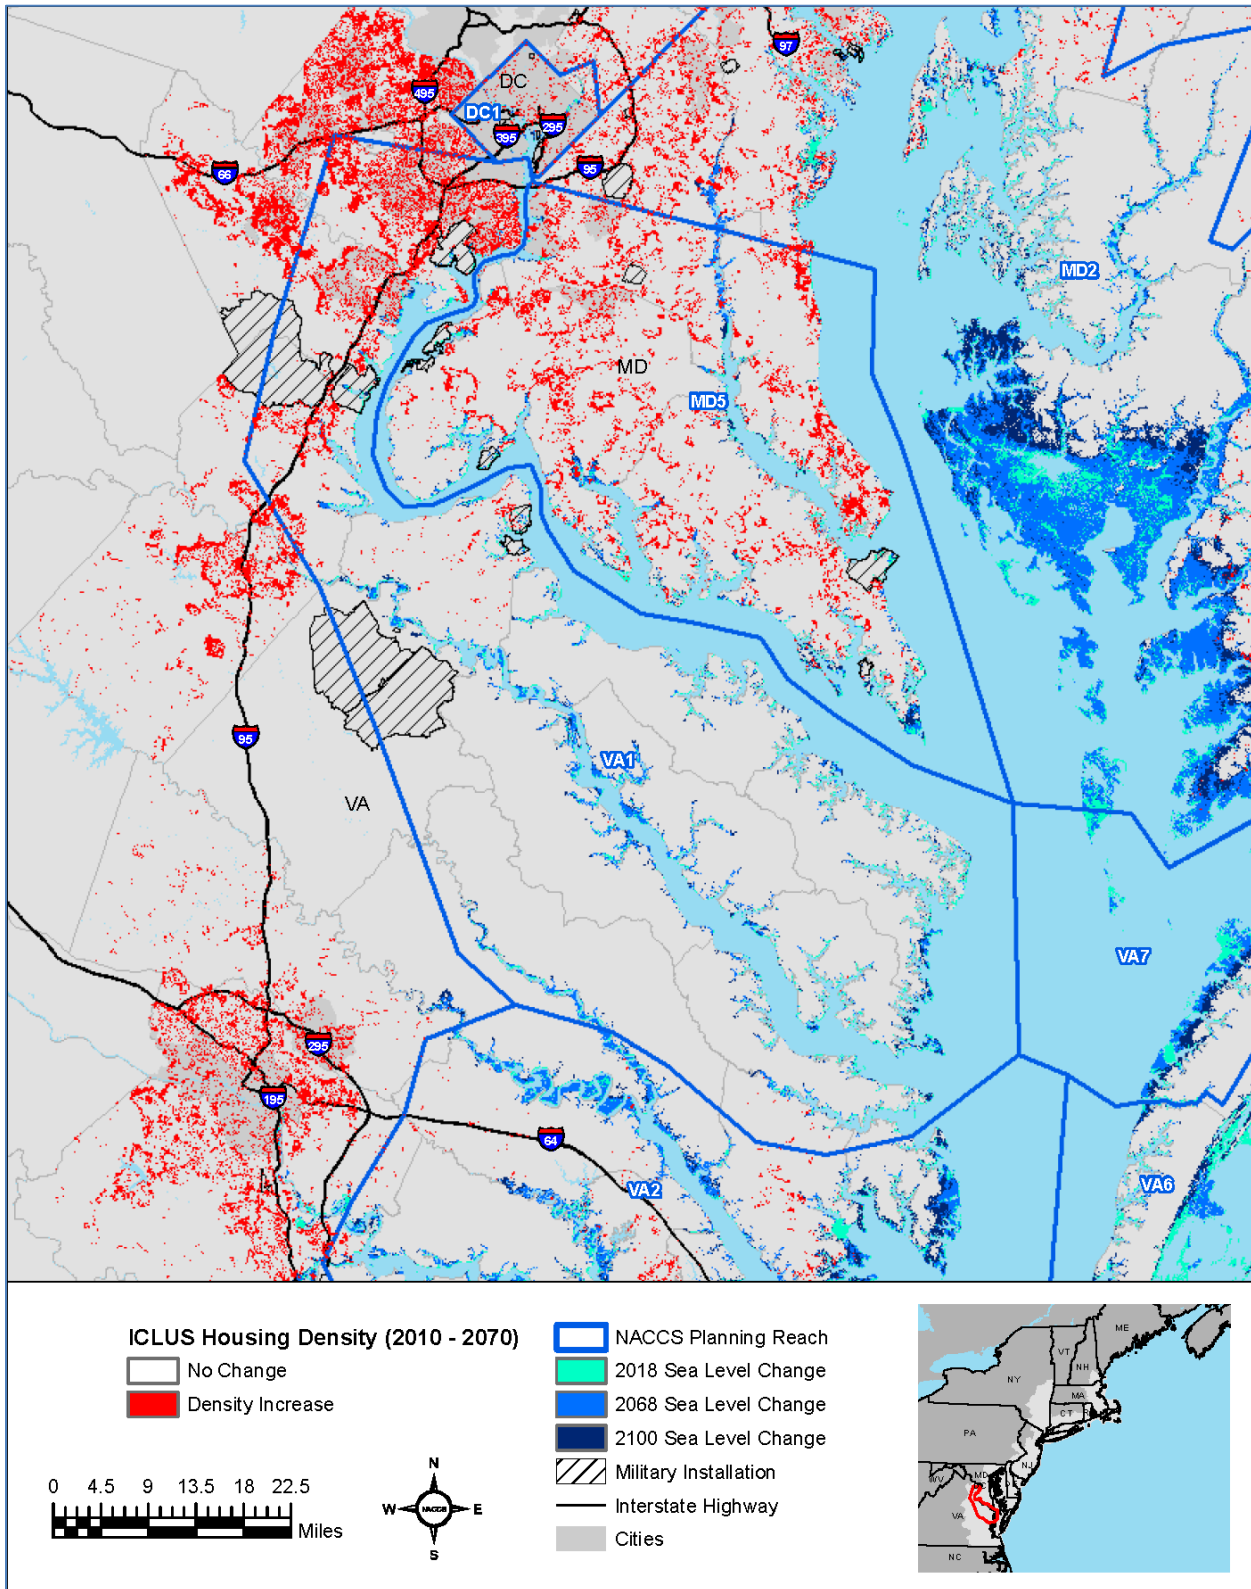 97
DC
495
DC1
295
395
95
66
MD2
MD
MD5
VA1
95
VA
VA7
295
195
64
VA2
VA6
ICLUS Housing Density (2010 - 2070)
No Change
Density Increase
NACCS Planning Reach
2018 Sea Level Change
2068 Sea Level Change
2100 Sea Level Change
Military Installation
Interstate Highway
Cities
0 4.5 9 13.5 18 22.5
Miles
N
W NACCS E
S
ME
VT
NH
NY
MA
CT
PA
NJ
MD
WV
VA
NC